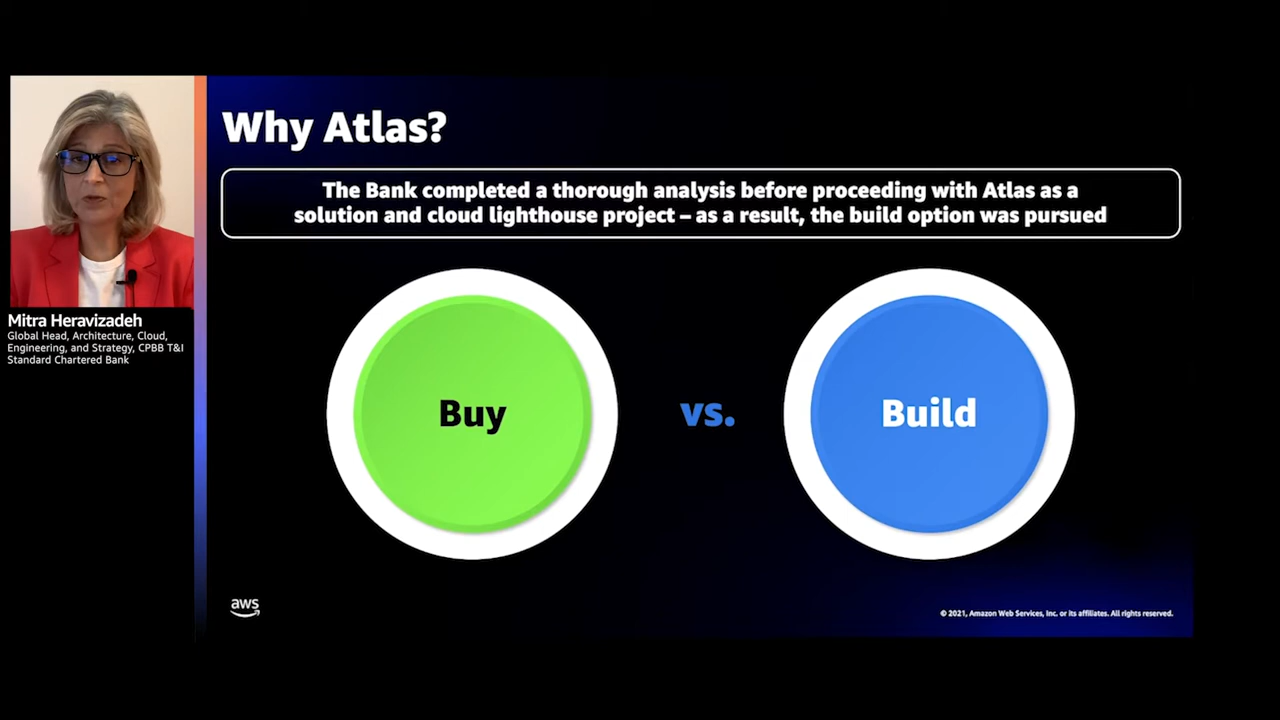 Why Atlas?
The Bank completed a thorough analysis before proceeding with Atlas as a
solution and cloud lighthouse project – as a result, the build option was pursued
Mitra Heravizadeh
Global Head, Architecture, Cloud,
Engineering, and Strategy, CPBB T&I
Standard Chartered Bank
Buy
vs.
Build
aws
© 2021, Amazon Web Services, Inc. or its affiliates. All rights reserved.